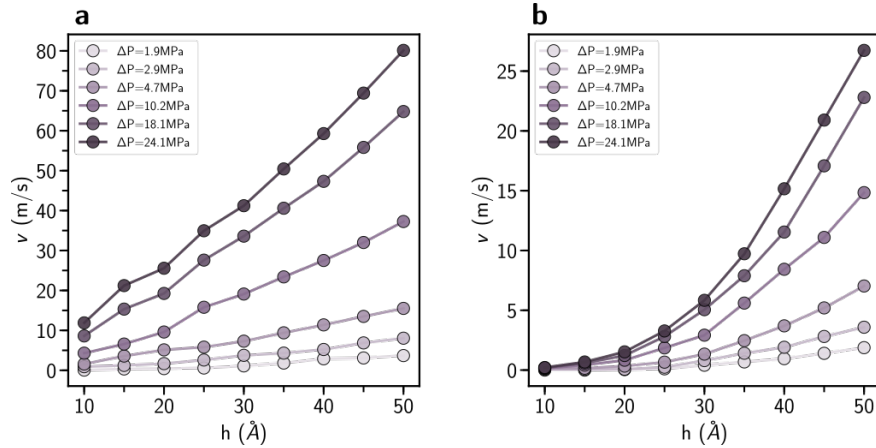 a
80
70
60
50
40
30
20
10
0
v (m/s)
ΔP=1.9MPa
ΔP=2.9MPa
ΔP=4.7MPa
ΔP=10.2MPa
ΔP=18.1MPa
ΔP=24.1MPa
10 20 30 40 50
h (Å)
b
25
20
15
10
5
0
v (m/s)
ΔP=1.9MPa
ΔP=2.9MPa
ΔP=4.7MPa
ΔP=10.2MPa
ΔP=18.1MPa
ΔP=24.1MPa
10 20 30 40 50
h (Å)